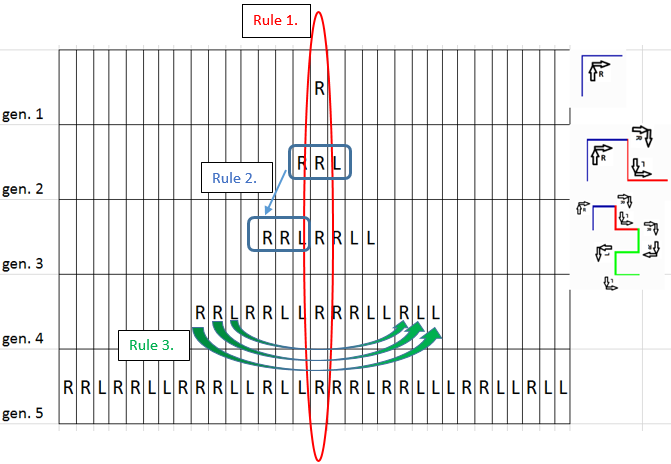 Rule 1.
R
R
gen. 1
R R L
R
R
L
Rule 2.
gen. 2
R R L R R L L
gen. 3
R R L R R L L R R R L L R L L
Rule 3.
gen. 4
R R L R R L L R R R L L R L L R R R L R R L L L R R L L R L L
gen. 5